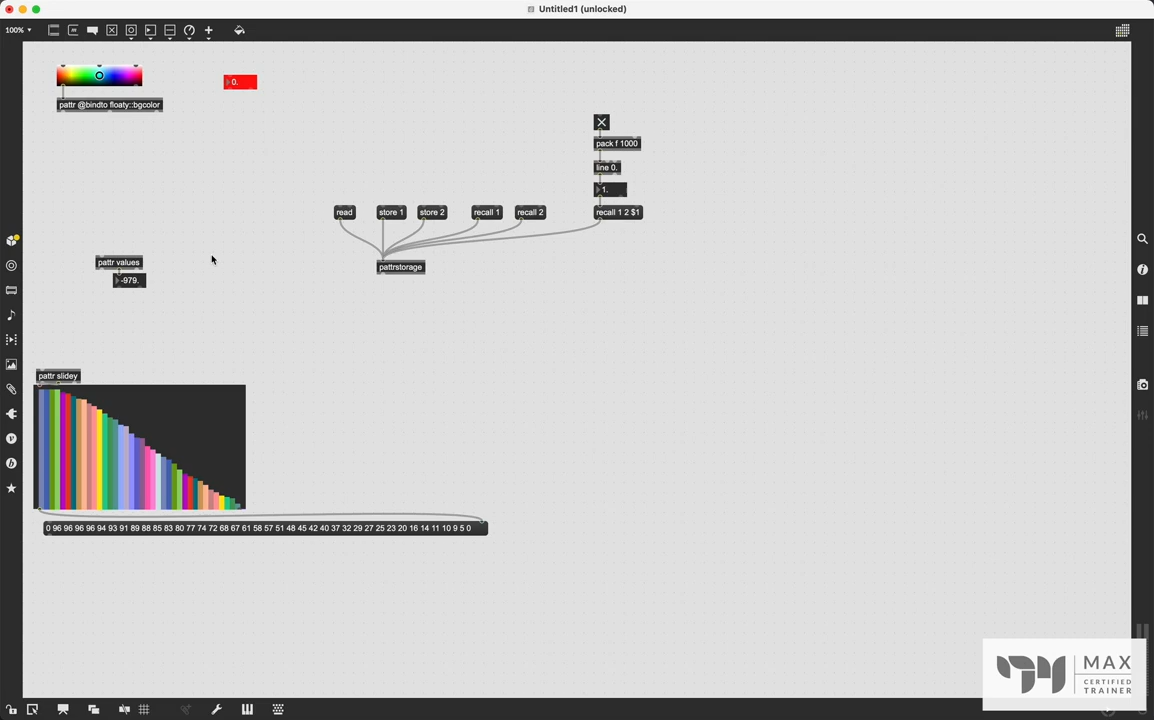 Untitled1 (unlocked)
100%
0.
pattr @bindto floaty::bgcolor
pack f 1000
line 0.
1.
read
store 1
store 2
recall 1
recall 2
recall 1 2 $1
pattr values
-979.
pattrstorage
pattr slidey
0 96 96 96 96 94 93 91 89 88 85 83 80 77 74 72 68 67 61 58 57 51 48 45 42 40 37 32 29 27 25 23 20 16 14 11 10 9 5 0
MAX
CERTIFIED
TRAINER